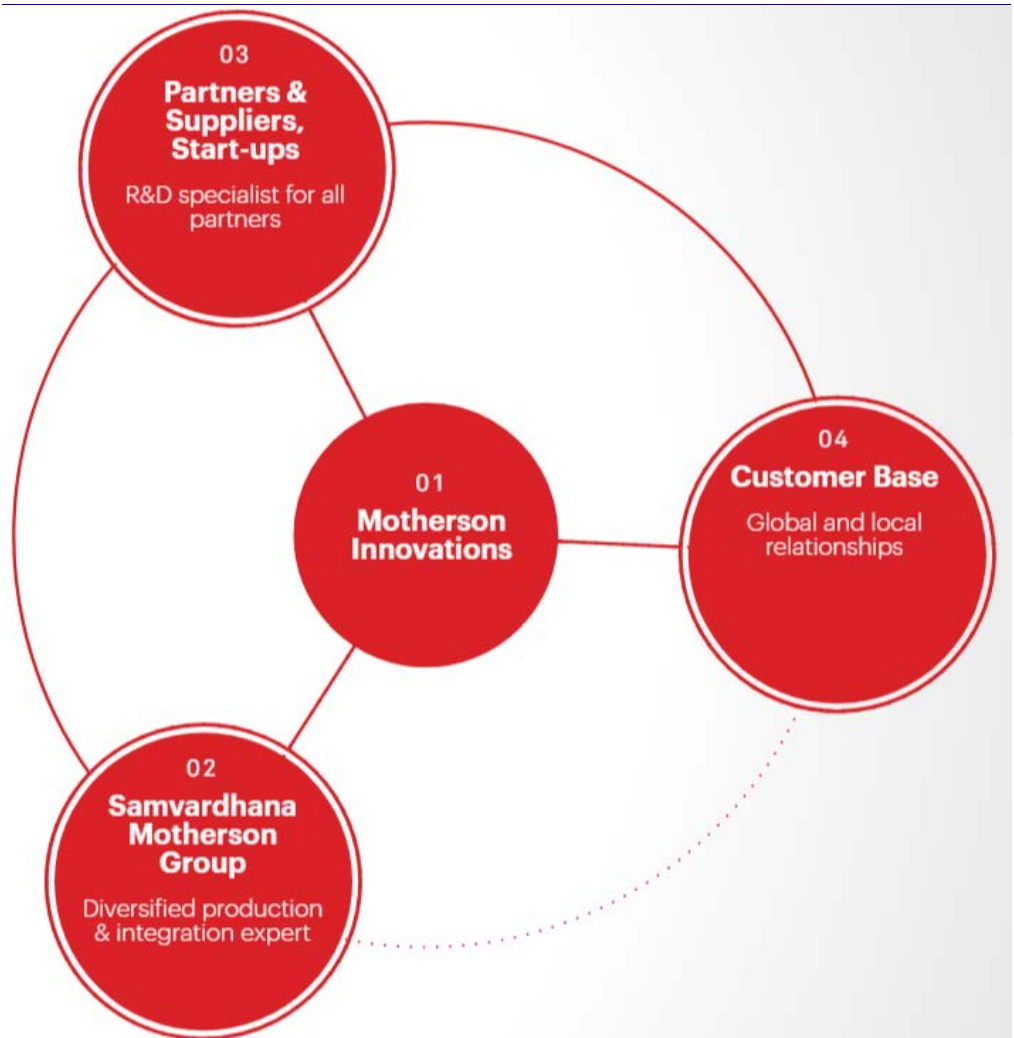 03
Partners &
Suppliers,
Start-ups
R&D specialist for all
partners
01
Motherson
Innovations
04
Customer Base
Global and local
relationships
02
Samvardhana
Motherson
Group
Diversified production
& integration expert